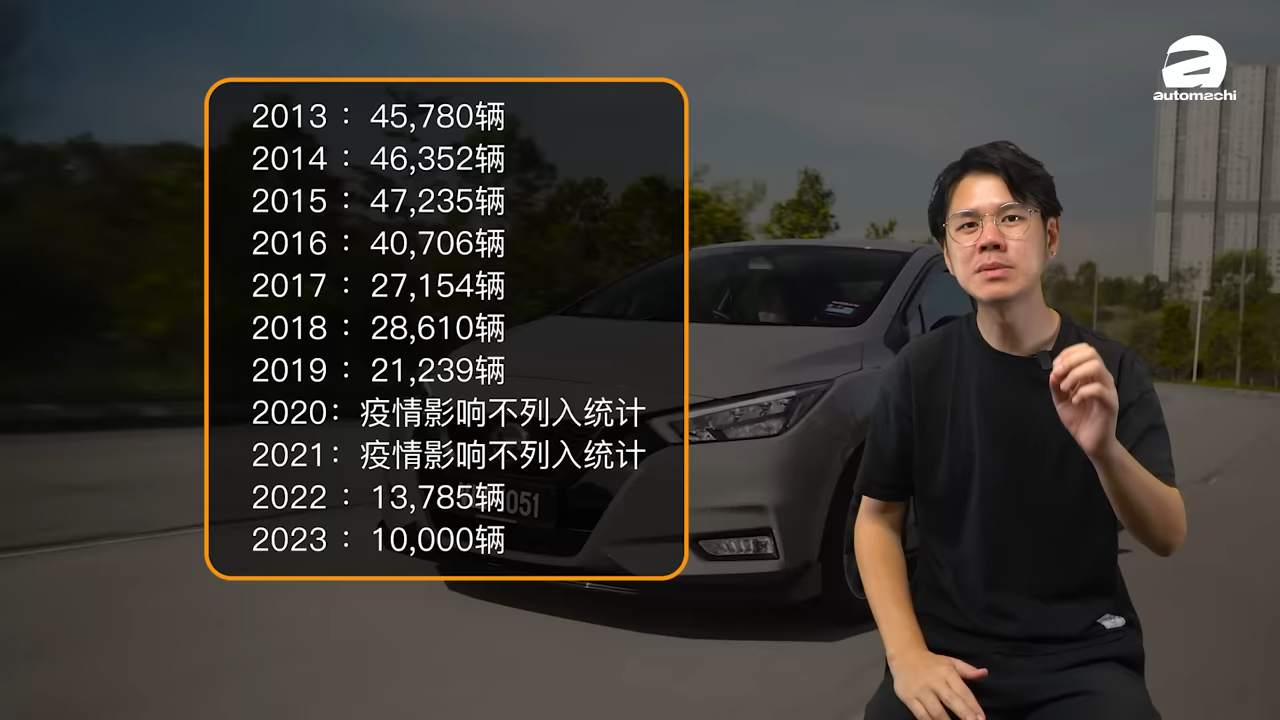 automachi
2013：45,780辆
2014：46,352辆
2015：47,235辆
2016：40,706辆
2017：27,154辆
2018：28,610辆
2019：21,239辆
2020：疫情影响不列入统计
2021：疫情影响不列入统计
2022：13,785辆
2023：10,000辆
051